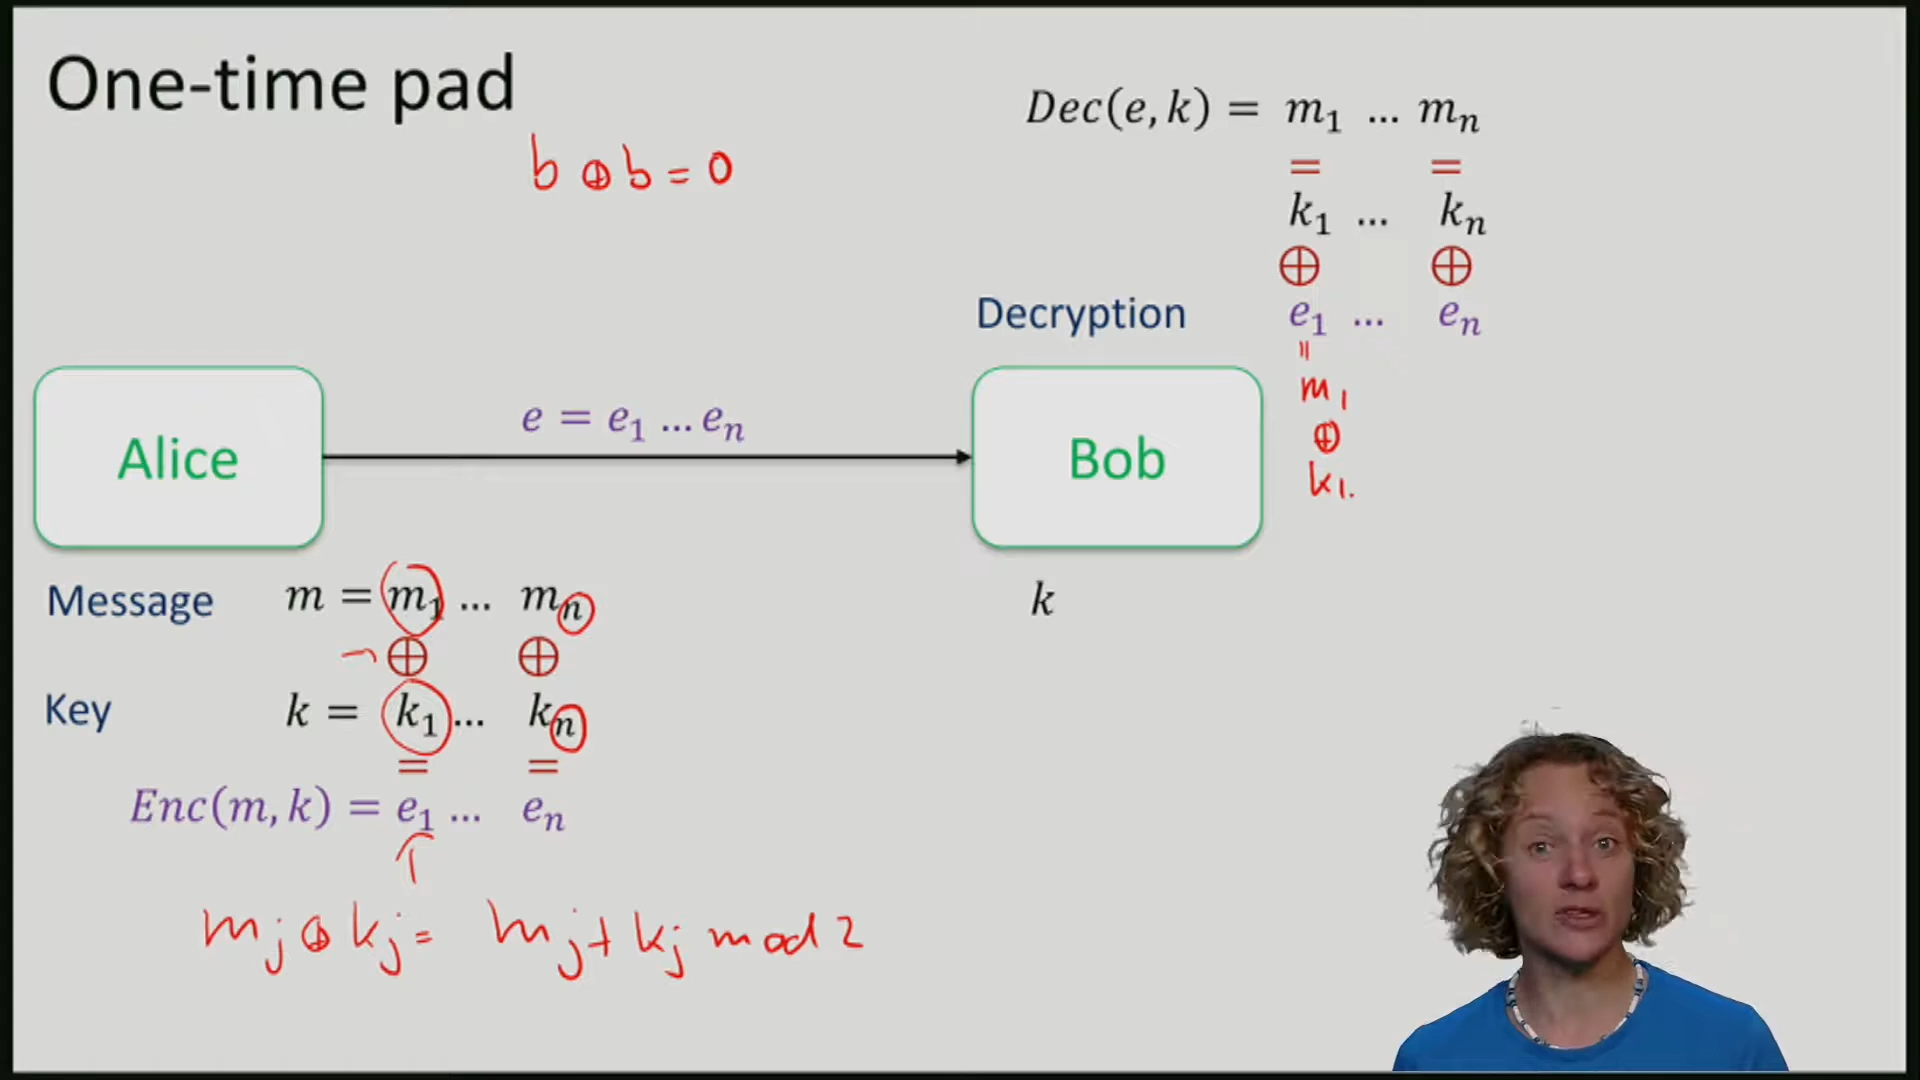 One-time pad
b ⊕ b = 0
Dec(e, k) = m₁ ... mₙ
= =
k₁ ... kₙ
⊕ ⊕
Decryption e₁ ... eₙ
=
m₁
⊕
k₁.
Alice
e = e₁ ... eₙ
Bob
Message m = m₁ ... mₙ
⊕ ⊕
Key k = k₁ ... kₙ
= =
Enc(m, k) = e₁ ... eₙ
k
mⱼ ⊕ kⱼ = mⱼ + kⱼ mod 2